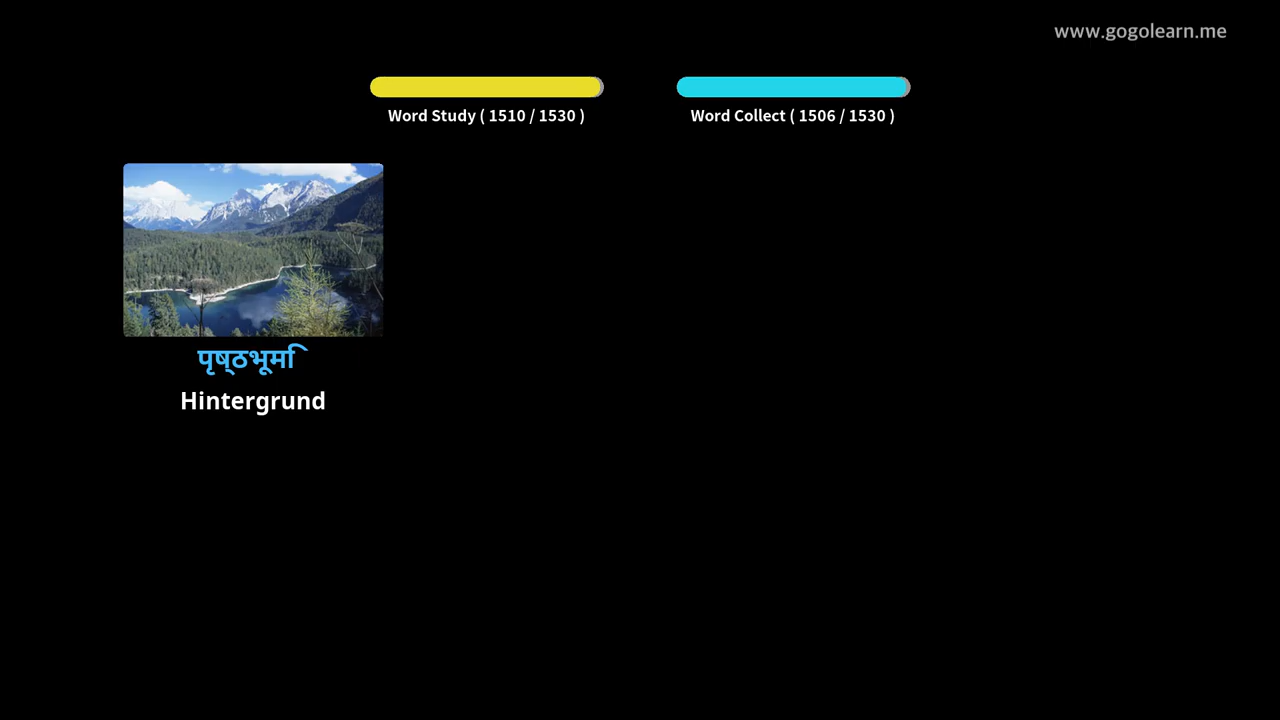 www.gogolearn.me
Word Study ( 1510 / 1530 )
Word Collect ( 1506 / 1530 )
पृष्ठभूमि
Hintergrund